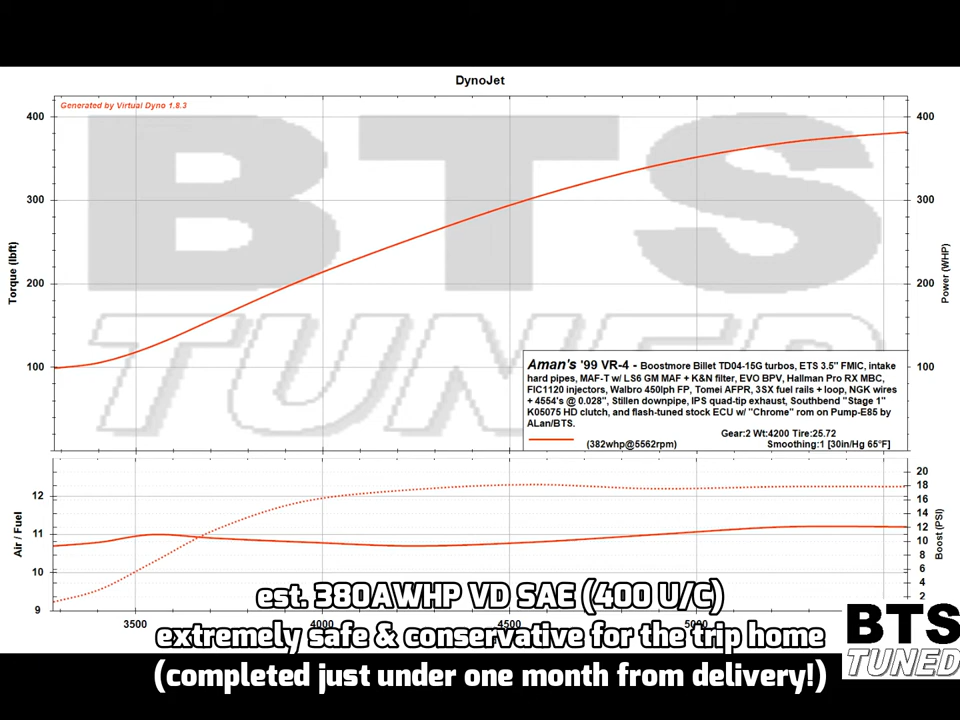 DynoJet
Generated by Virtual Dyno 1.8.3
BTS
TUNED
400
300
200
100
Torque (lbft)
400
300
200
100
Power (WHP)
Aman's '99 VR-4 - Boostmore Billet TD04-15G turbos, ETS 3.5" FMIC, intake
hard pipes, MAF-T w/ LS6 GM MAF + K&N filter, EVO BPV, Hallman Pro RX MBC,
FIC1120 injectors, Walbro 450lph FP, Tomei AFPR, 3SX fuel rails + loop, NGK wires
+ 4554's @ 0.028", Stillen downpipe, IPS quad-tip exhaust, Southbend "Stage 1"
K05075 HD clutch, and flash-tuned stock ECU w/ "Chrome" rom on Pump-E85 by
ALan/BTS.
Gear:2 Wt:4200 Tire:25.72
(382whp@5562rpm)
Smoothing:1 [30in/Hg 65°F]
12
11
10
9
Air / Fuel
20
18
16
14
12
10
8
6
4
2
Boost (PSI)
3500
4000
4500
5000
est. 380AWHP VD SAE (400 U/C)
extremely safe & conservative for the trip home
(completed just under one month from delivery!)
BTS
TUNED